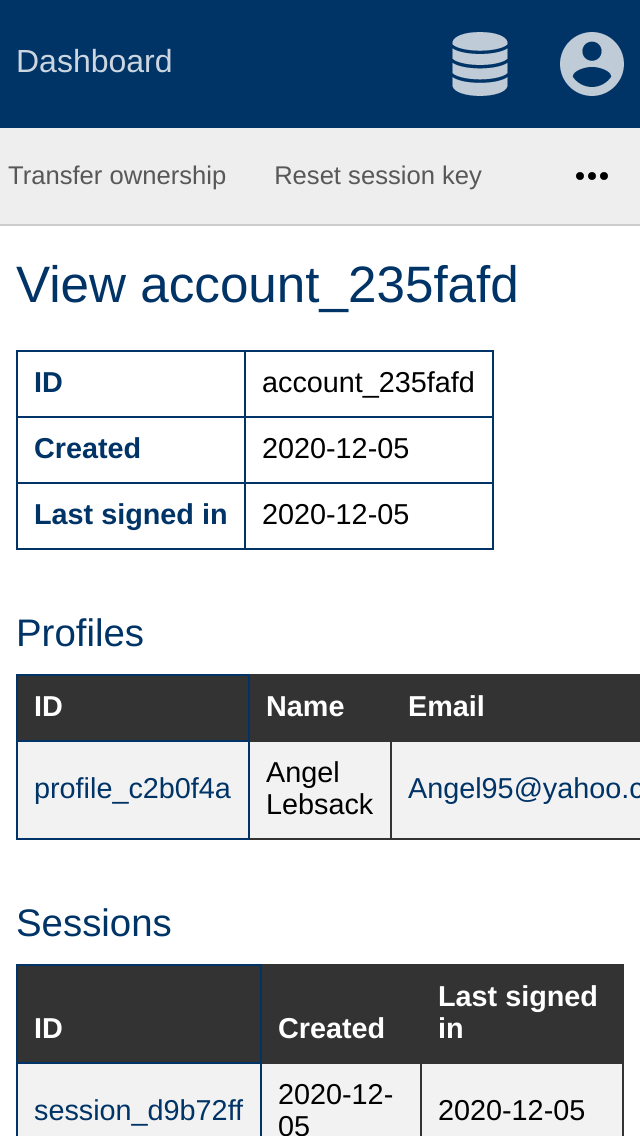 Dashboard
Transfer ownership Reset session key
View account_235fafd
ID account_235fafd
Created 2020-12-05
Last signed in 2020-12-05
Profiles
ID Name Email
profile_c2b0f4a Angel Lebsack Angel95@yahoo.c
Sessions
ID Created Last signed in
session_d9b72ff 2020-12-05 2020-12-05